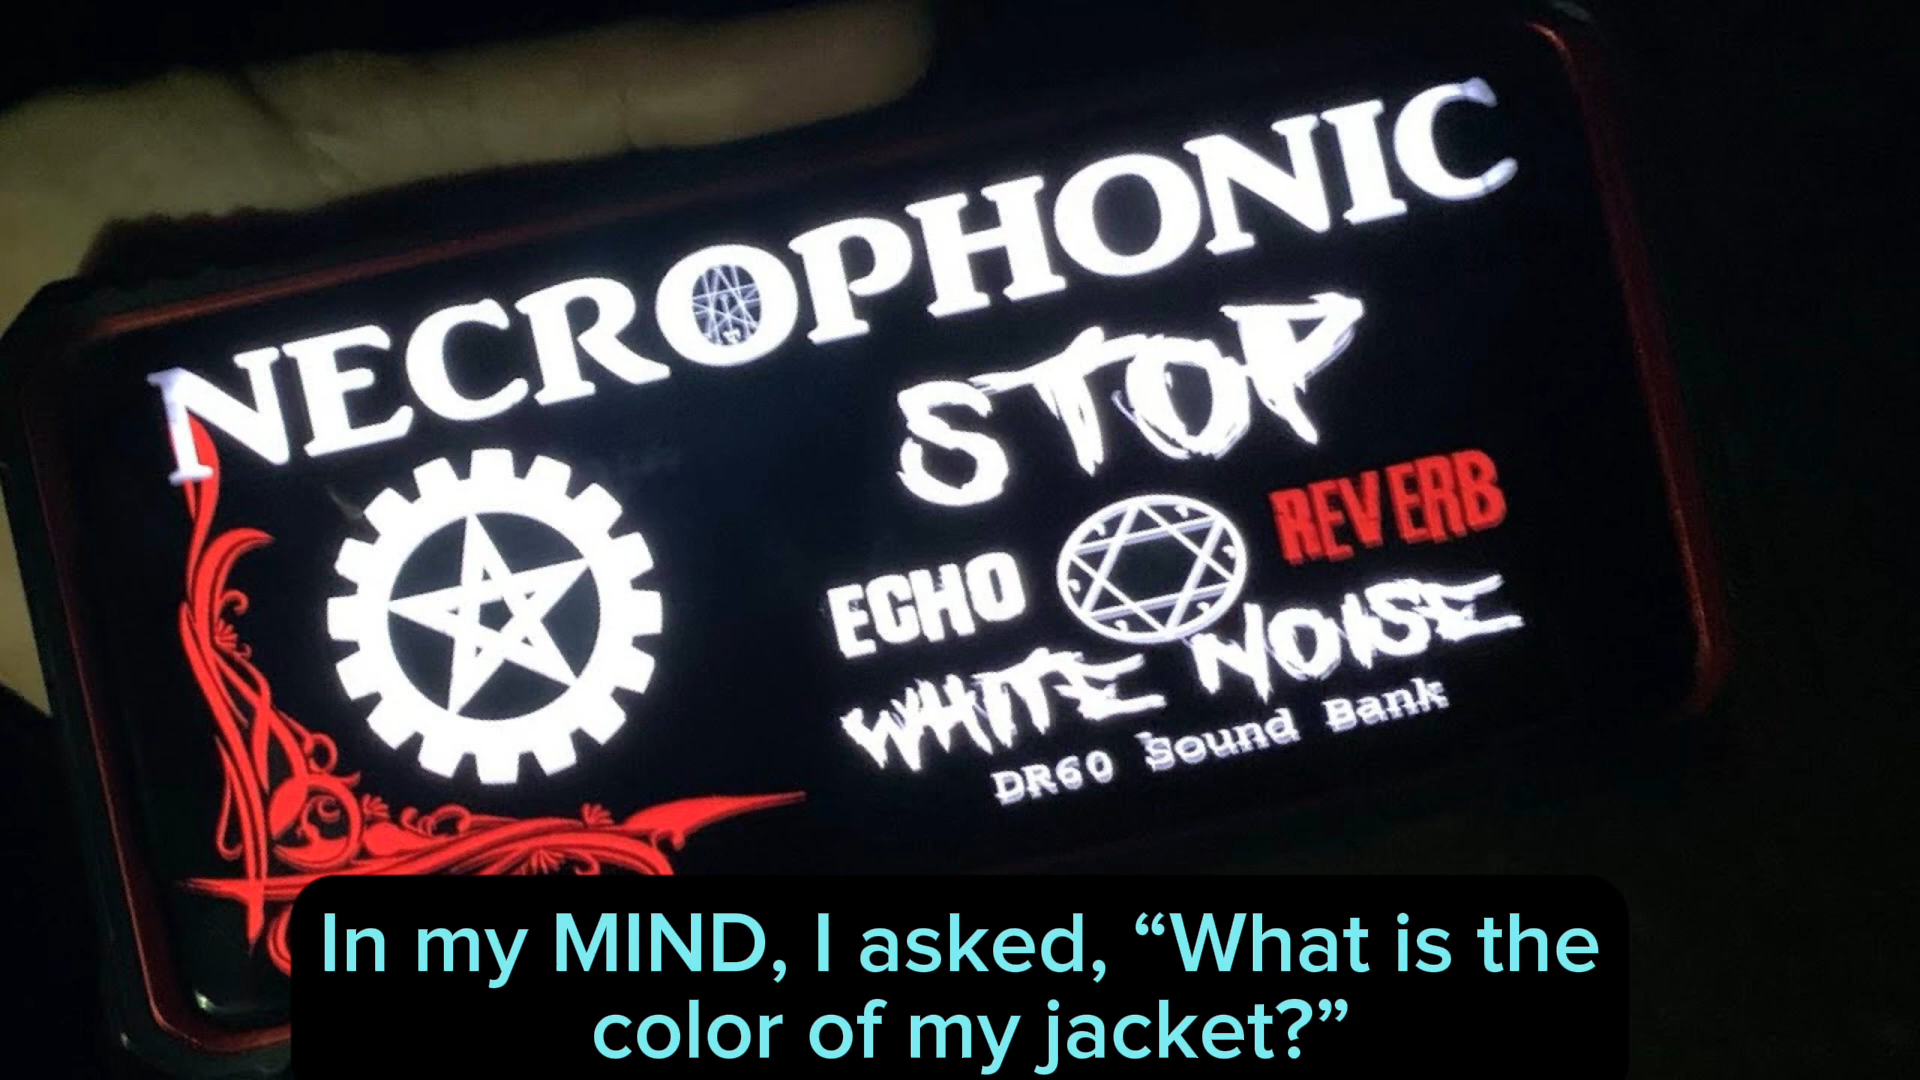 NECROPHONIC
STOP
ECHO
REVERB
WHITE NOISE
DR60 Sound Bank
In my MIND, I asked, “What is the
color of my jacket?”